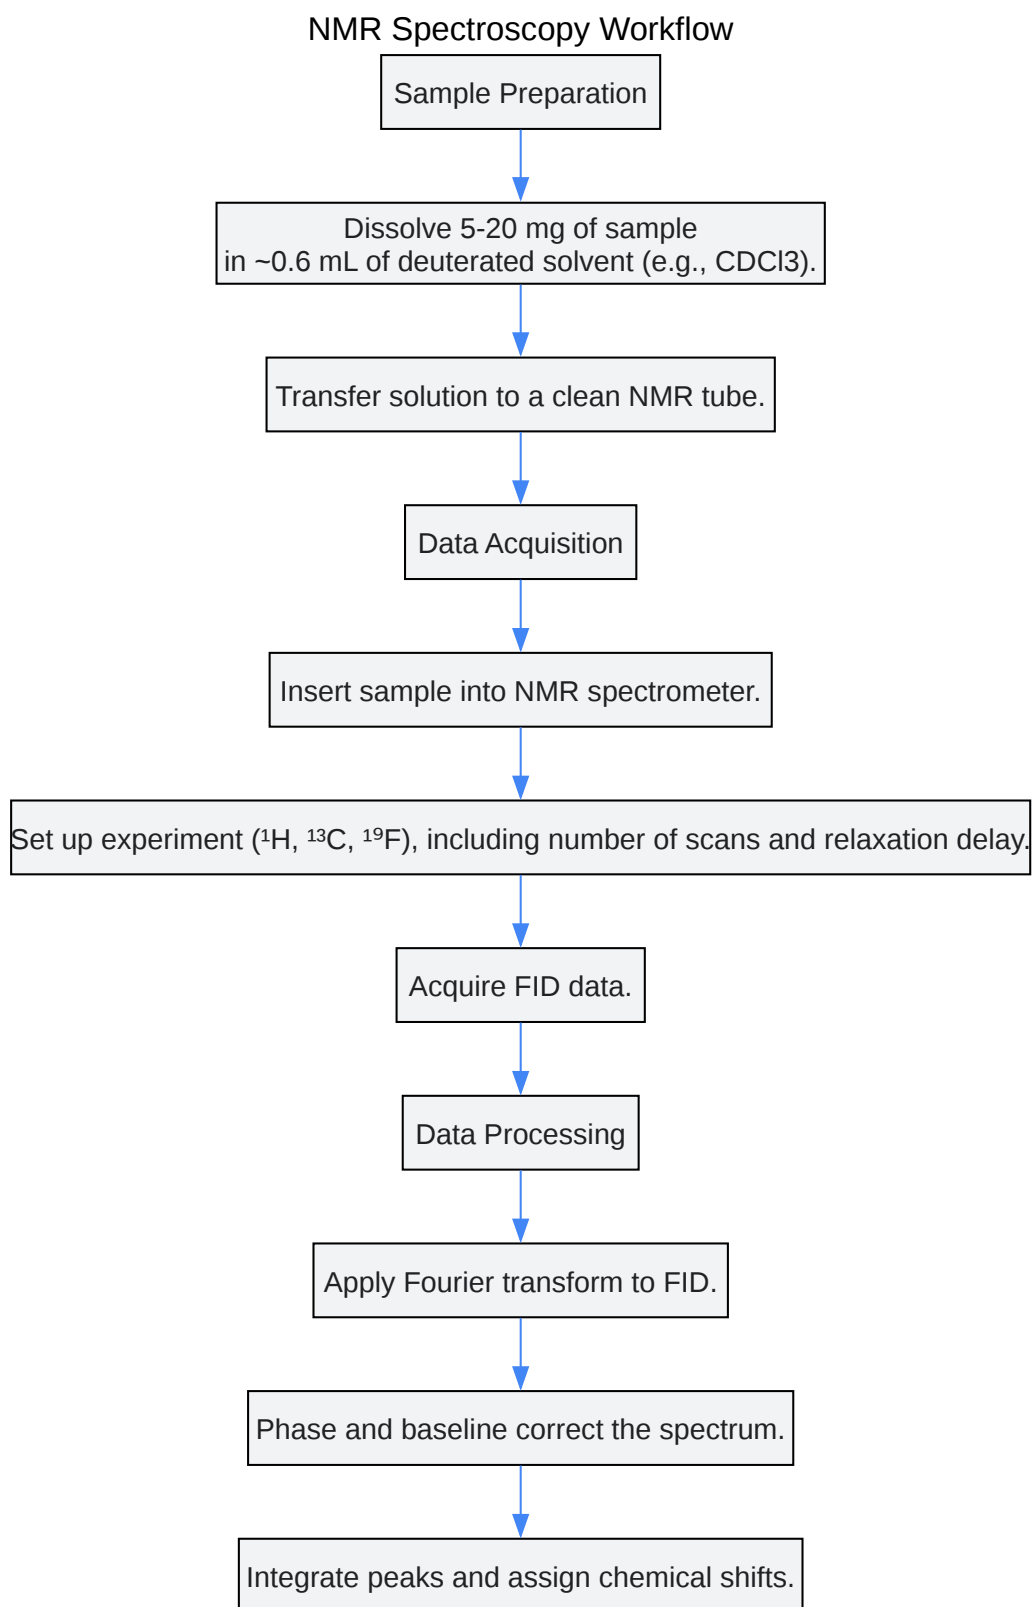 NMR Spectroscopy Workflow
Sample Preparation
Dissolve 5-20 mg of sample
in ~0.6 mL of deuterated solvent (e.g., CDCl3).
Transfer solution to a clean NMR tube.
Data Acquisition
Insert sample into NMR spectrometer.
Set up experiment (¹H, ¹³C, ¹⁹F), including number of scans and relaxation delay.
Acquire FID data.
Data Processing
Apply Fourier transform to FID.
Phase and baseline correct the spectrum.
Integrate peaks and assign chemical shifts.